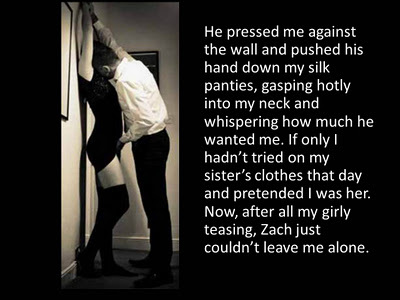 He pressed me against
the wall and pushed his
hand down my silk
panties, gasping hotly
into my neck and
whispering how much he
wanted me. If only I
hadn't tried on my
sister's clothes that day
and pretended I was her.
Now, after all my girly
teasing, Zach just
couldn't leave me alone.